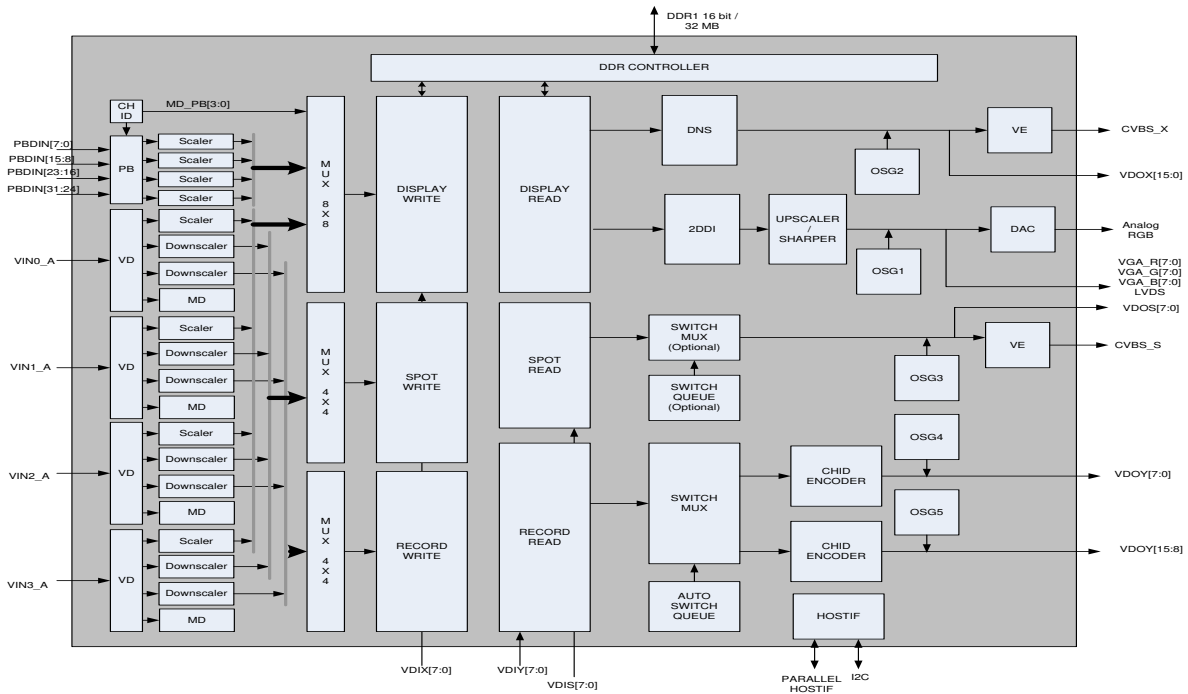 DDR1 16 bit /
32 MB
DDR CONTROLLER
CH
ID
MD_PB[3:0]
PBDIN[7:0]
PBDIN[15:8]
PBDIN[23:16]
PBDIN[31:24]
PB
Scaler
Scaler
Scaler
Scaler
VIN0_A
VD
Scaler
Downscaler
Downscaler
MD
VIN1_A
VD
Scaler
Downscaler
Downscaler
MD
VIN2_A
VD
Scaler
Downscaler
Downscaler
MD
VIN3_A
VD
Scaler
Downscaler
Downscaler
MD
MUX 8X8
MUX 4X4
MUX 4X4
DISPLAY
WRITE
SPOT
WRITE
RECORD
WRITE
DISPLAY
READ
SPOT
READ
RECORD
READ
DNS
OSG2
VE
CVBS_X
VDOX[15:0]
2DDI
UPSCALER
/
SHARPER
OSG1
DAC
Analog
RGB
VGA_R[7:0]
VGA_G[7:0]
VGA_B[7:0]
LVDS
VDOS[7:0]
SWITCH
MUX
(Optional)
SWITCH
QUEUE
(Optional)
OSG3
VE
CVBS_S
SWITCH
MUX
AUTO
SWITCH
QUEUE
CHID
ENCODER
OSG4
VDOY[7:0]
CHID
ENCODER
OSG5
VDOY[15:8]
HOSTIF
VDIX[7:0]
VDIY[7:0]
VDIS[7:0]
PARALLEL
HOSTIF
I2C